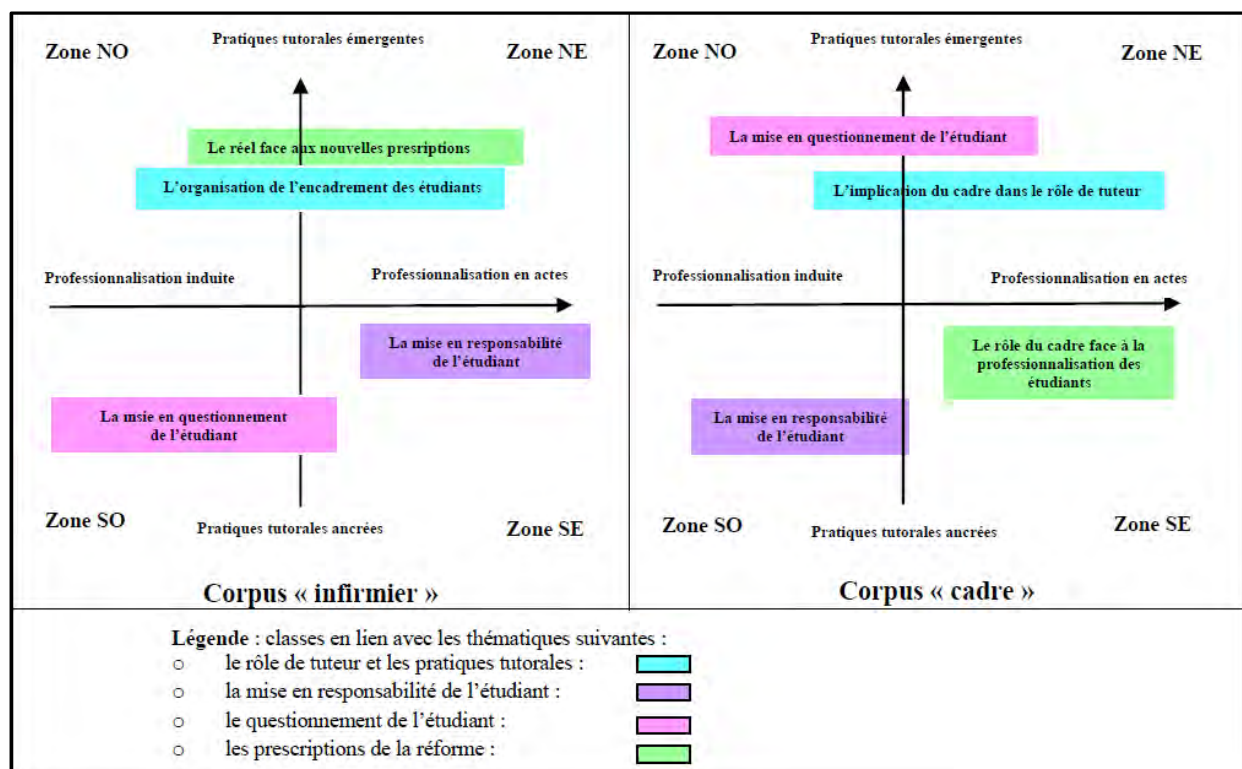 Pratiques tutorales émergentes
Zone NO
Zone NE
Le réel face aux nouvelles presriptions
L'organisation de l'encadrement des étudiants
Professionnalisation induite
Professionnalisation en actes
La mise en responsabilité
de l'étudiant
La msie en questionnement
de l'étudiant
Zone SO
Pratiques tutorales ancrées
Zone SE
Corpus « infirmier »
Pratiques tutorales émergentes
Zone NO
Zone NE
La mise en questionnement de l'étudiant
L'implication du cadre dans le rôle de tuteur
Professionnalisation induite
Professionnalisation en actes
Le rôle du cadre face à la
professionnalisation des
étudiants
La mise en responsabilité
de l'étudiant
Zone SO
Pratiques tutorales ancrées
Zone SE
Corpus « cadre »
Légende : classes en lien avec les thématiques suivantes :
o le rôle de tuteur et les pratiques tutorales :
o la mise en responsabilité de l'étudiant :
o le questionnement de l'étudiant :
o les prescriptions de la réforme :